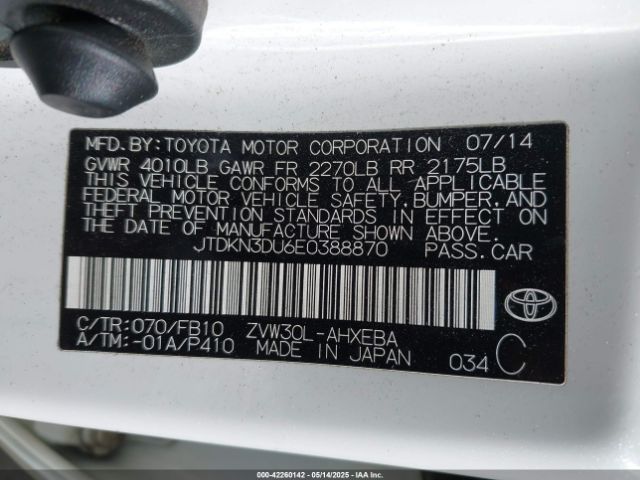 MFD.BY:TOYOTA MOTOR CORPORATION 07/14
GVWR 4010LB GAWR FR 2270LB RR 2175LB
THIS VEHICLE CONFORMS TO ALL APPLICABLE
FEDERAL MOTOR VEHICLE SAFETY,BUMPER,AND
THEFT PREVENTION STANDARDS IN EFFECT ON
THE DATE OF MANUFACTURE SHOWN ABOVE.
JTDKN3DU6E0388870 PASS.CAR
C/TR:070/FB10 ZVW30L-AHXEBA
A/TM:-01A/P410 MADE IN JAPAN 034 C
000-42260142 - 05/14/2025 - IAAI.COM